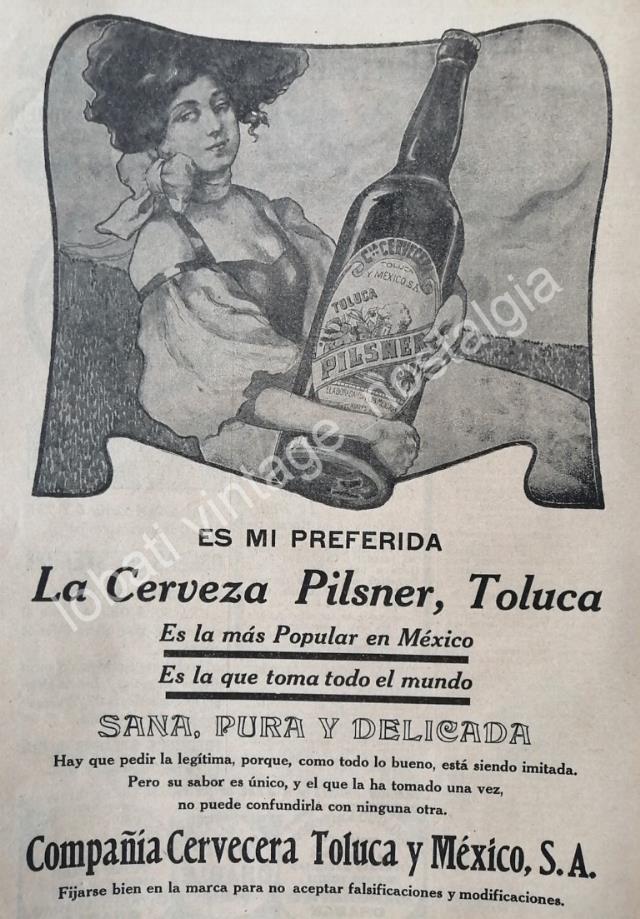 Cia CERVECERA
TOLUCA
Y MEXICO, S.A.
TOLUCA
PILSNER
ES MI PREFERIDA
La Cerveza Pilsner, Toluca
Es la más Popular en México
Es la que toma todo el mundo
SANA, PURA Y DELICADA
Hay que pedir la legítima, porque, como todo lo bueno, está siendo imitada.
Pero su sabor es único, y el que la ha tomado una vez,
no puede confundirla con ninguna otra.
Compañía Cervecera Toluca y México, S. A.
Fijarse bien en la marca para no aceptar falsificaciones y modificaciones.
lobati vintage _nostalgia